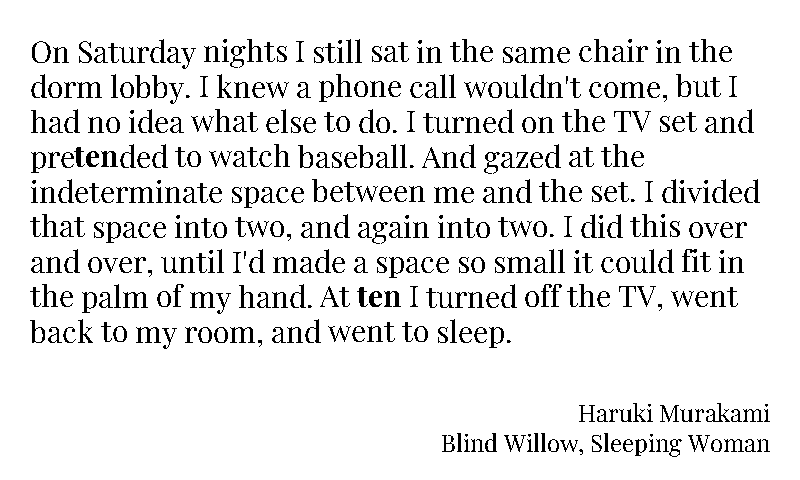 On Saturday nights I still sat in the same chair in the
dorm lobby. I knew a phone call wouldn't come, but I
had no idea what else to do. I turned on the TV set and
pretended to watch baseball. And gazed at the
indeterminate space between me and the set. I divided
that space into two, and again into two. I did this over
and over, until I'd made a space so small it could fit in
the palm of my hand. At ten I turned off the TV, went
back to my room, and went to sleep.
Haruki Murakami
Blind Willow, Sleeping Woman